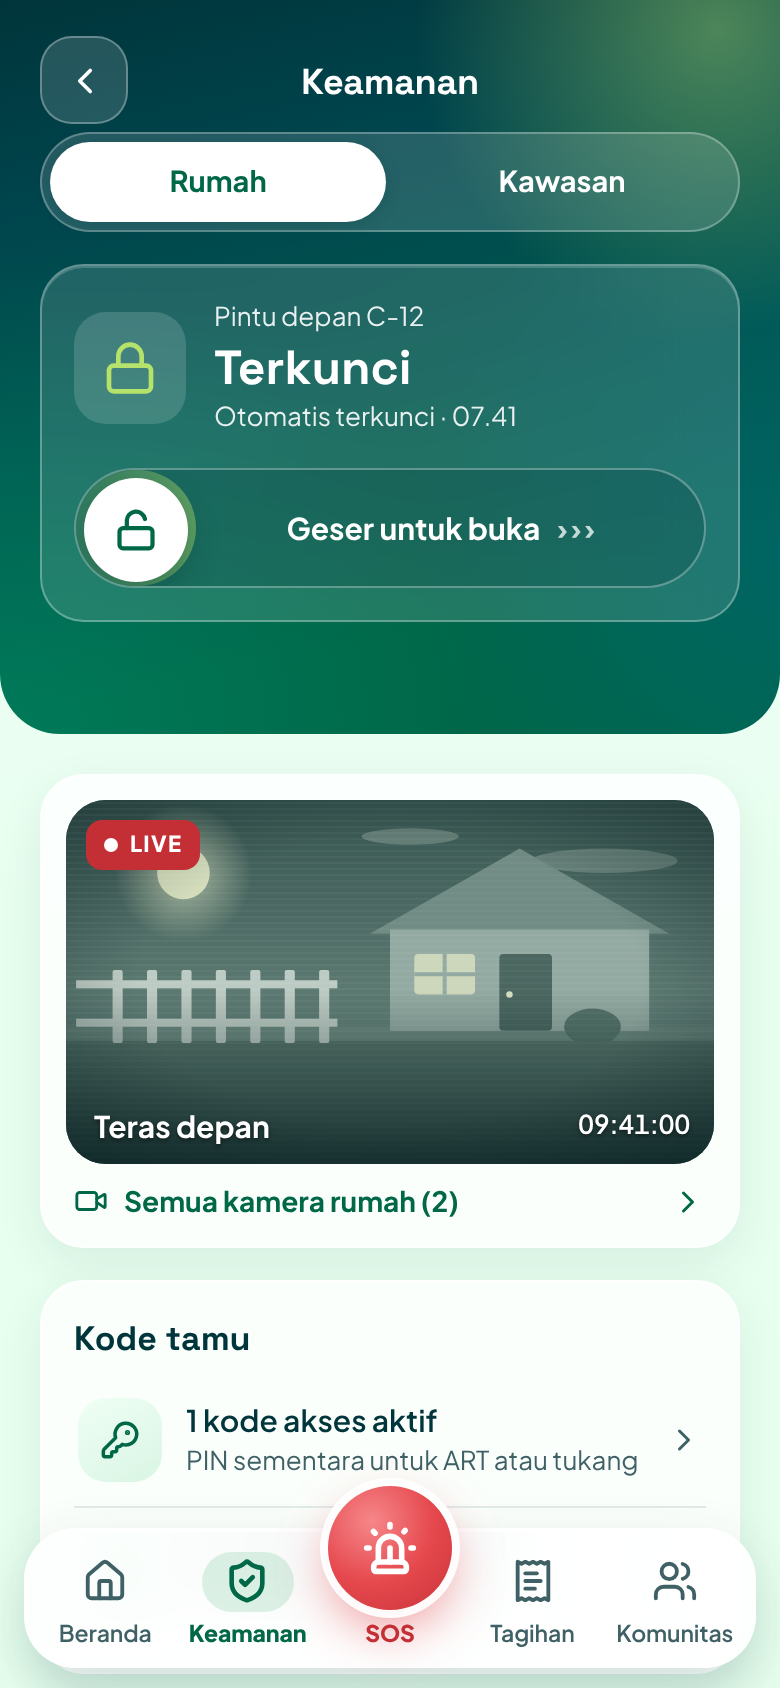 Keamanan
Rumah
Kawasan
Pintu depan C-12
Terkunci
Otomatis terkunci · 07.41
Geser untuk buka ›››
LIVE
Teras depan
09:41:00
Semua kamera rumah (2)
Kode tamu
1 kode akses aktif
PIN sementara untuk ART atau tukang
Beranda
Keamanan
SOS
Tagihan
Komunitas